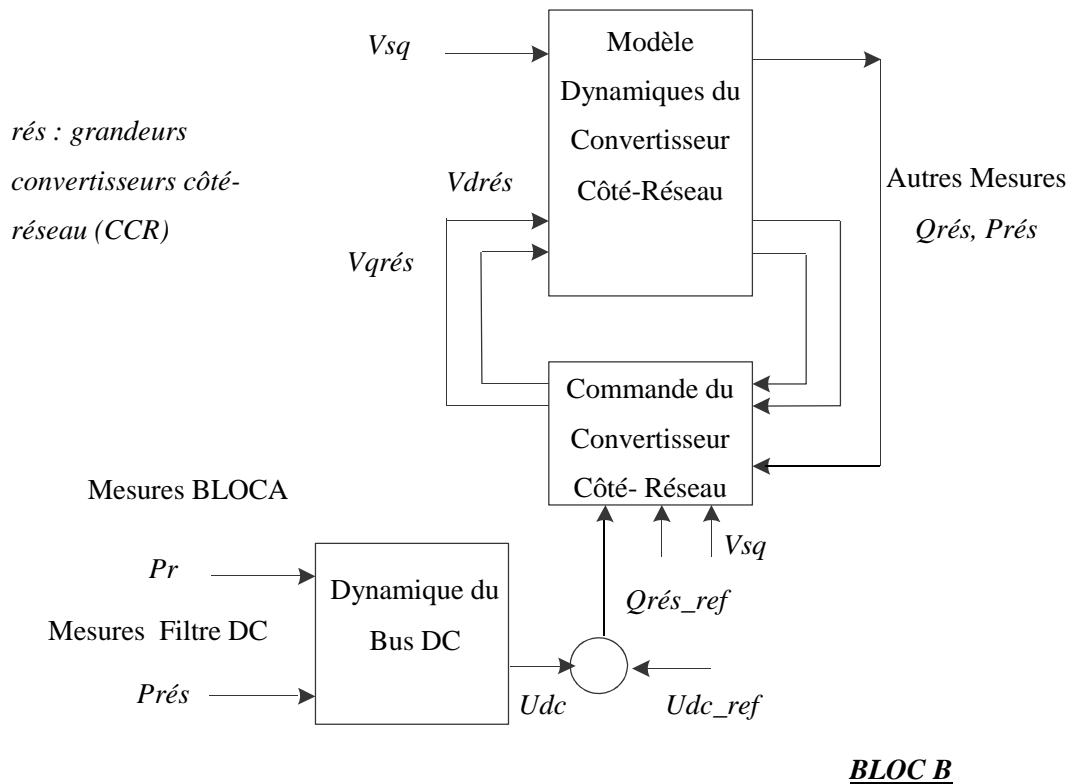 Vsq
Modèle
Dynamiques du
Convertisseur
Côté-Réseau
rés : grandeurs
convertisseurs côté-
réseau (CCR)
Vdrés
Vqrés
Autres Mesures
Qrés, Prés
Commande du
Convertisseur
Côté- Réseau
Mesures BLOCA
Pr
Mesures Filtre DC
Prés
Dynamique du
Bus DC
Vsq
Qrés_ref
Udc
Udc_ref
BLOC B